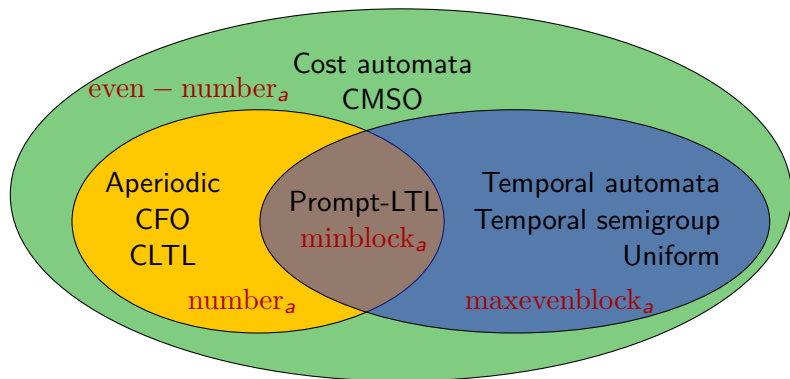 Cost automata
CMSO
even − number_a
Aperiodic
CFO
CLTL
number_a
Prompt-LTL
minblock_a
Temporal automata
Temporal semigroup
Uniform
maxevenblock_a